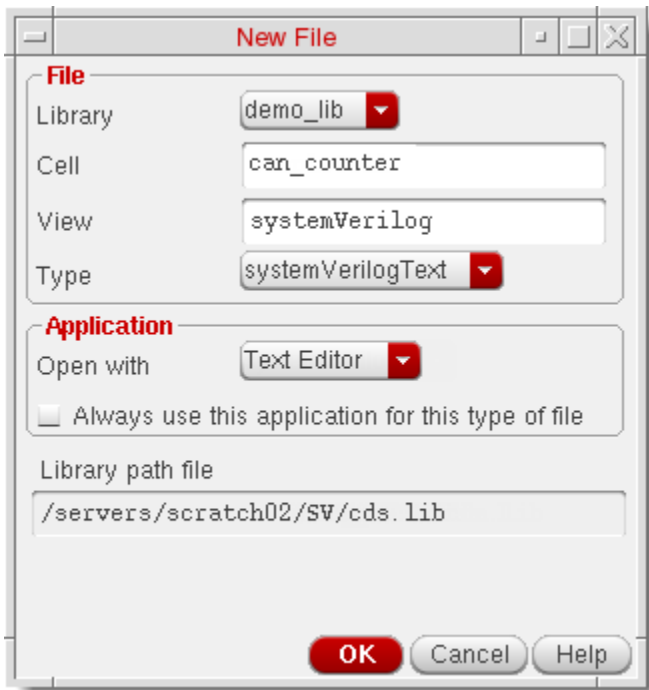 New File
File
Library demo_lib
Cell can_counter
View systemVerilog
Type systemVerilogText
Application
Open with Text Editor
Always use this application for this type of file
Library path file
/servers/scratch02/SV/cds.lib
OK Cancel Help